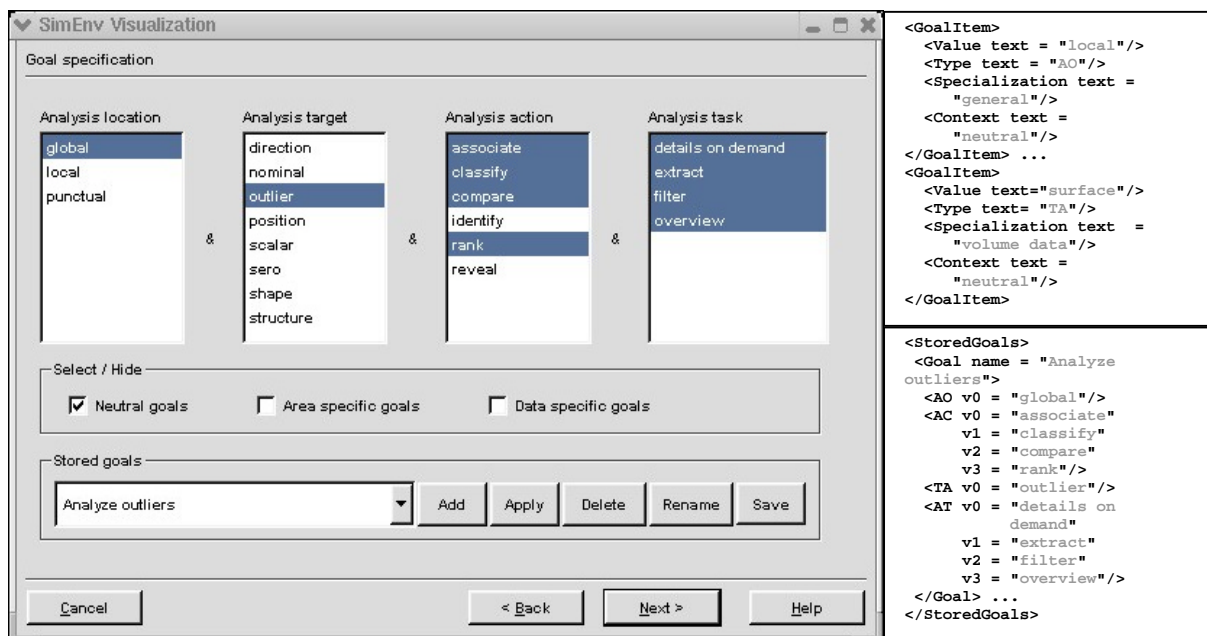 SimEnv Visualization
Goal specification
Analysis location
global
local
punctual
&
Analysis target
direction
nominal
outlier
position
scalar
sero
shape
structure
&
Analysis action
associate
classify
compare
identify
rank
reveal
&
Analysis task
details on demand
extract
filter
overview
Select / Hide
Neutral goals
Area specific goals
Data specific goals
Stored goals
Analyze outliers
Add
Apply
Delete
Rename
Save
Cancel
< Back
Next >
Help
<GoalItem>
<Value text = "local"/>
<Type text = "AO"/>
<Specialization text =
"general"/>
<Context text =
"neutral"/>
</GoalItem> ...
<GoalItem>
<Value text="surface"/>
<Type text= "TA"/>
<Specialization text =
"volume data"/>
<Context text =
"neutral"/>
</GoalItem>
<StoredGoals>
<Goal name = "Analyze
outliers">
<AO v0 = "global"/>
<AC v0 = "associate"
v1 = "classify"
v2 = "compare"
v3 = "rank"/>
<TA v0 = "outlier"/>
<AT v0 = "details on
demand"
v1 = "extract"
v2 = "filter"
v3 = "overview"/>
</Goal> ...
</StoredGoals>